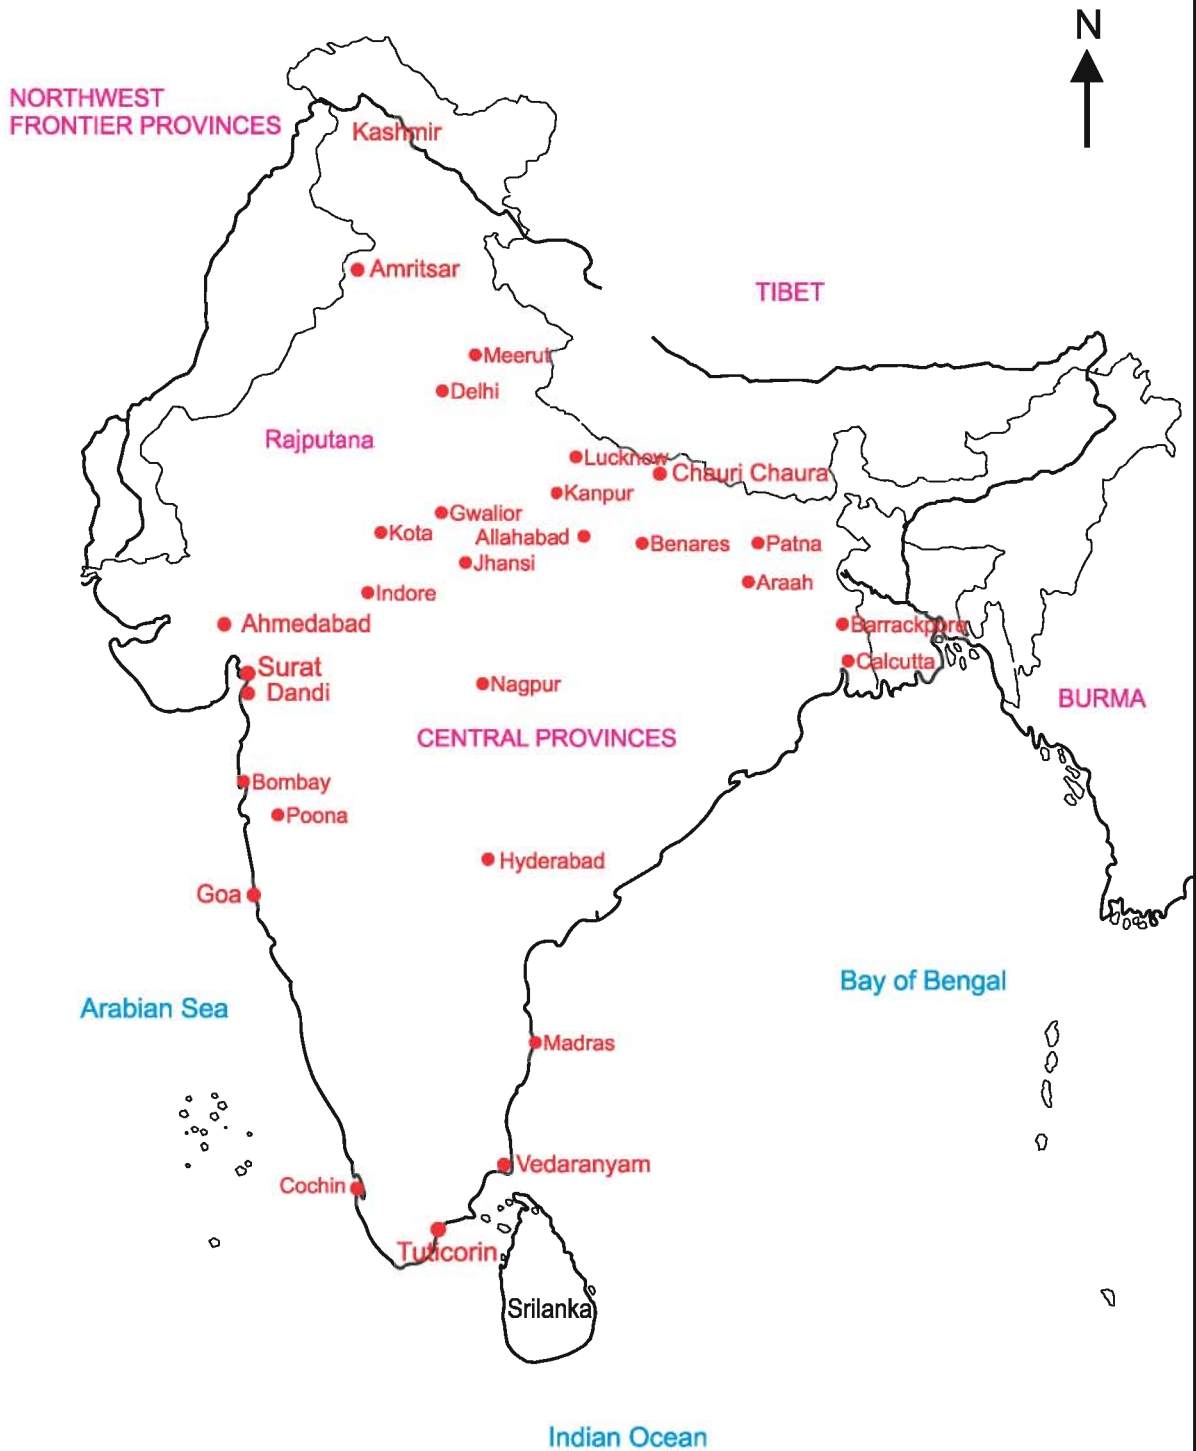 N
NORTHWEST
FRONTIER PROVINCES
Kashmir
Amritsar
TIBET
Meerut
Delhi
Rajputana
Lucknow
Chauri Chaura
Kanpur
Gwalior
Kota
Allahabad
Benares
Patna
Jhansi
Araah
Indore
Ahmedabad
Barrackpore
Surat
Calcutta
Dandi
Nagpur
BURMA
CENTRAL PROVINCES
Bombay
Poona
Hyderabad
Goa
Bay of Bengal
Arabian Sea
Madras
Vedaranyam
Cochin
Tuticorin
Srilanka
Indian Ocean